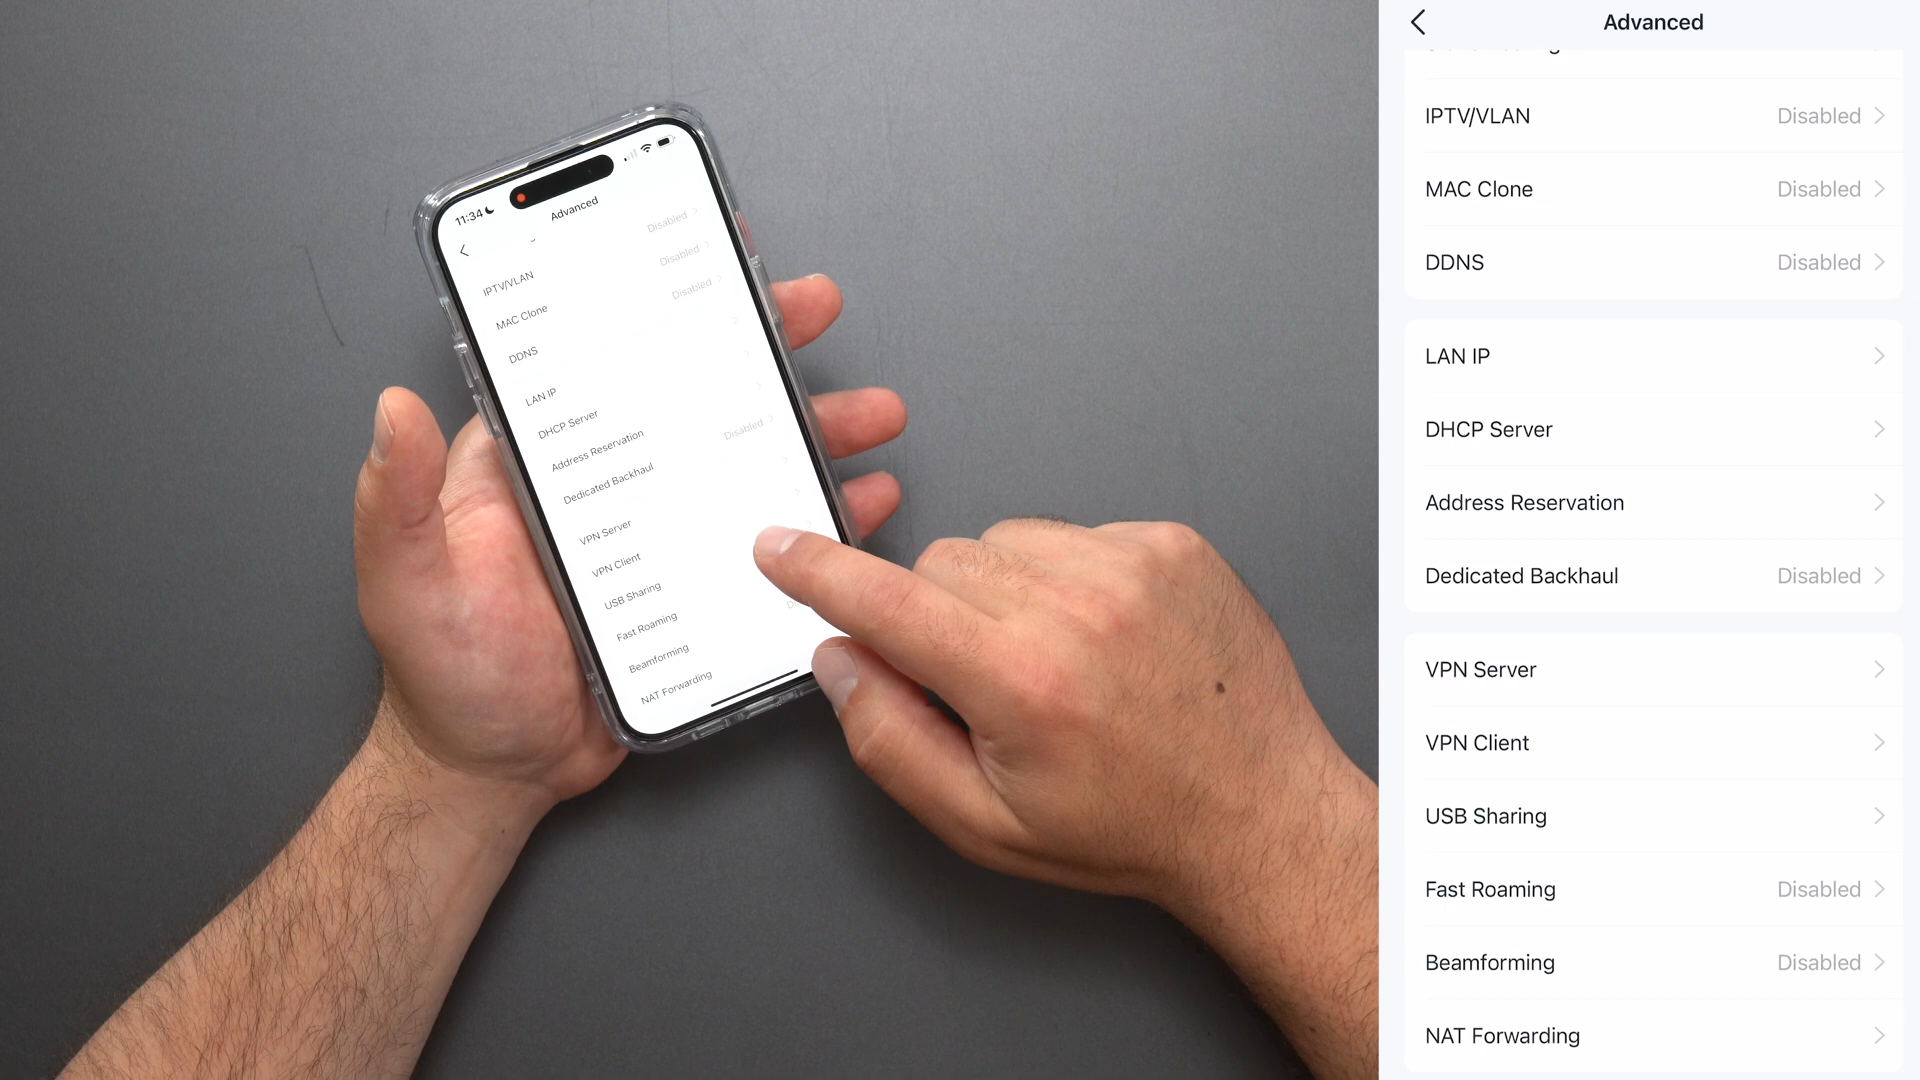 11:34
Advanced
Disabled
IPTV/VLAN
Disabled
MAC Clone
Disabled
DDNS
LAN IP
DHCP Server
Address Reservation
Disabled
Dedicated Backhaul
VPN Server
VPN Client
USB Sharing
Fast Roaming
Beamforming
NAT Forwarding
Advanced
IPTV/VLAN Disabled
MAC Clone Disabled
DDNS Disabled
LAN IP
DHCP Server
Address Reservation
Dedicated Backhaul Disabled
VPN Server
VPN Client
USB Sharing
Fast Roaming Disabled
Beamforming Disabled
NAT Forwarding